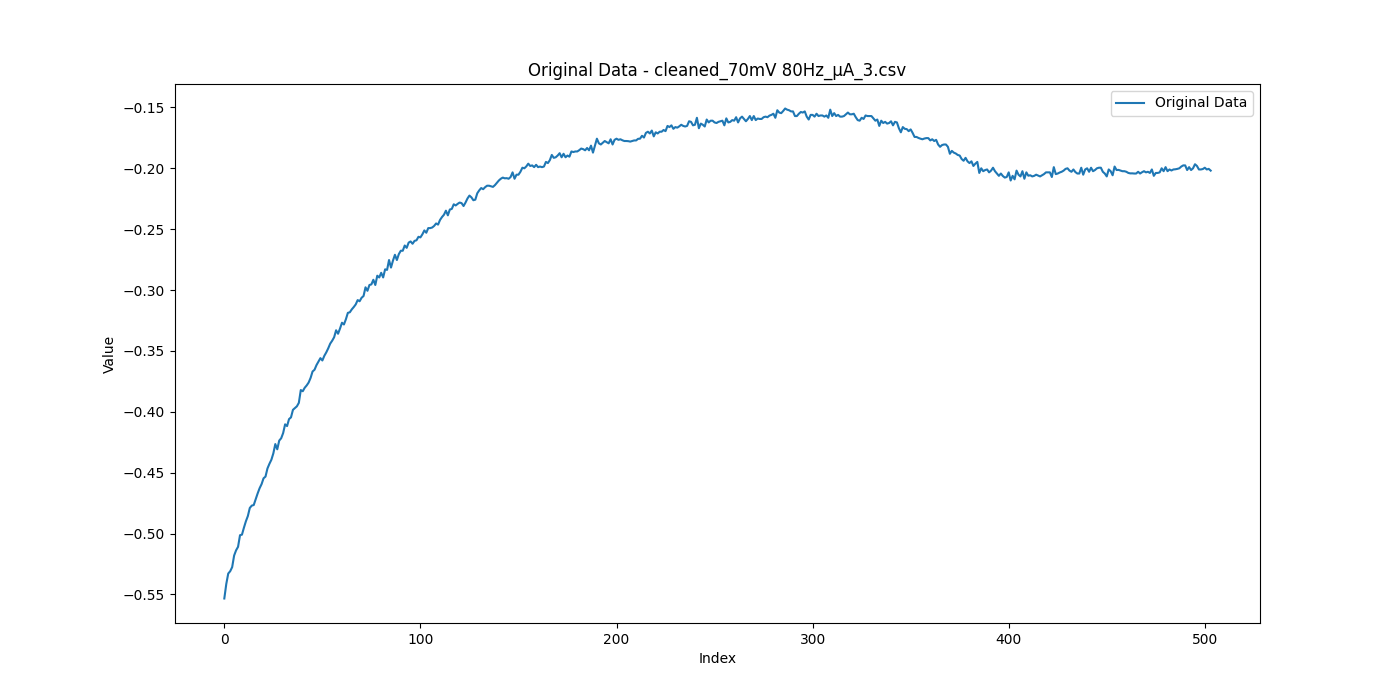 Original Data - cleaned_70mV 80Hz_µA_3.csv
Original Data
−0.15
−0.20
−0.25
−0.30
−0.35
−0.40
−0.45
−0.50
−0.55
Value
0 100 200 300 400 500
Index